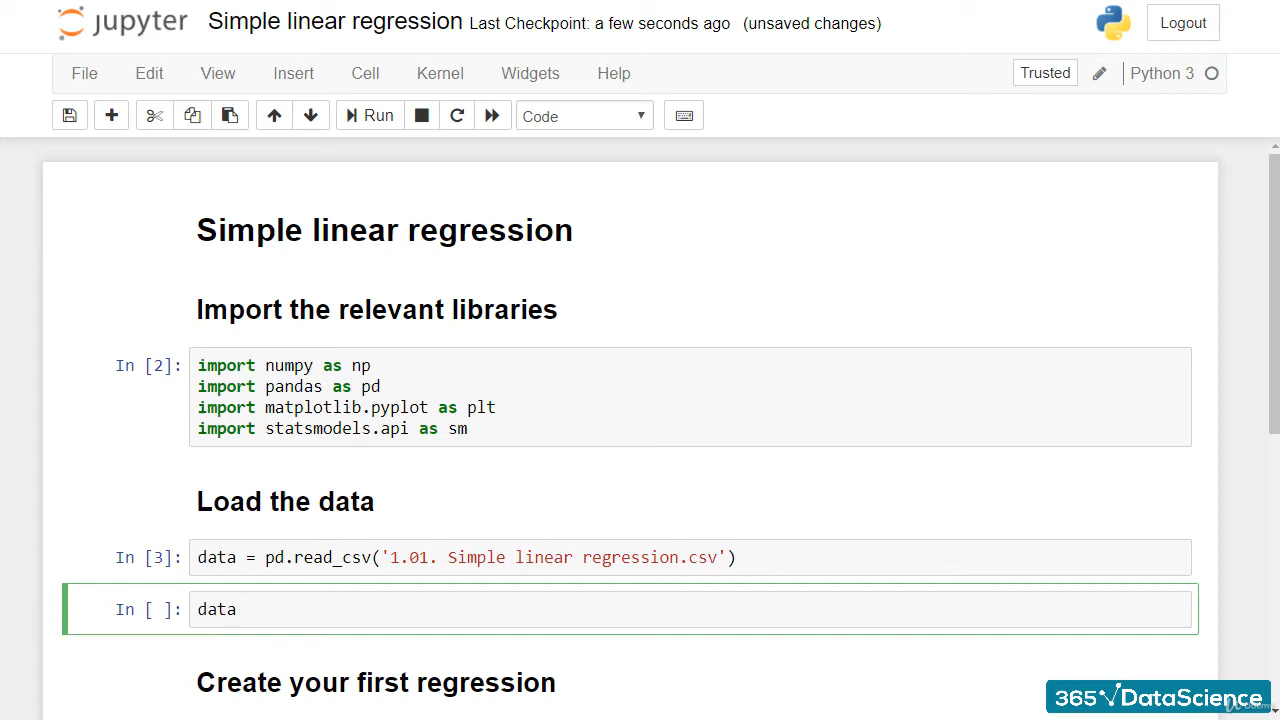 jupyter Simple linear regression Last Checkpoint: a few seconds ago (unsaved changes) Logout
File Edit View Insert Cell Kernel Widgets Help Trusted Python 3
Run Code
Simple linear regression
Import the relevant libraries
In [2]: import numpy as np
import pandas as pd
import matplotlib.pyplot as plt
import statsmodels.api as sm
Load the data
In [3]: data = pd.read_csv('1.01. Simple linear regression.csv')
In [ ]: data
Create your first regression
365 DataScience
Udemy